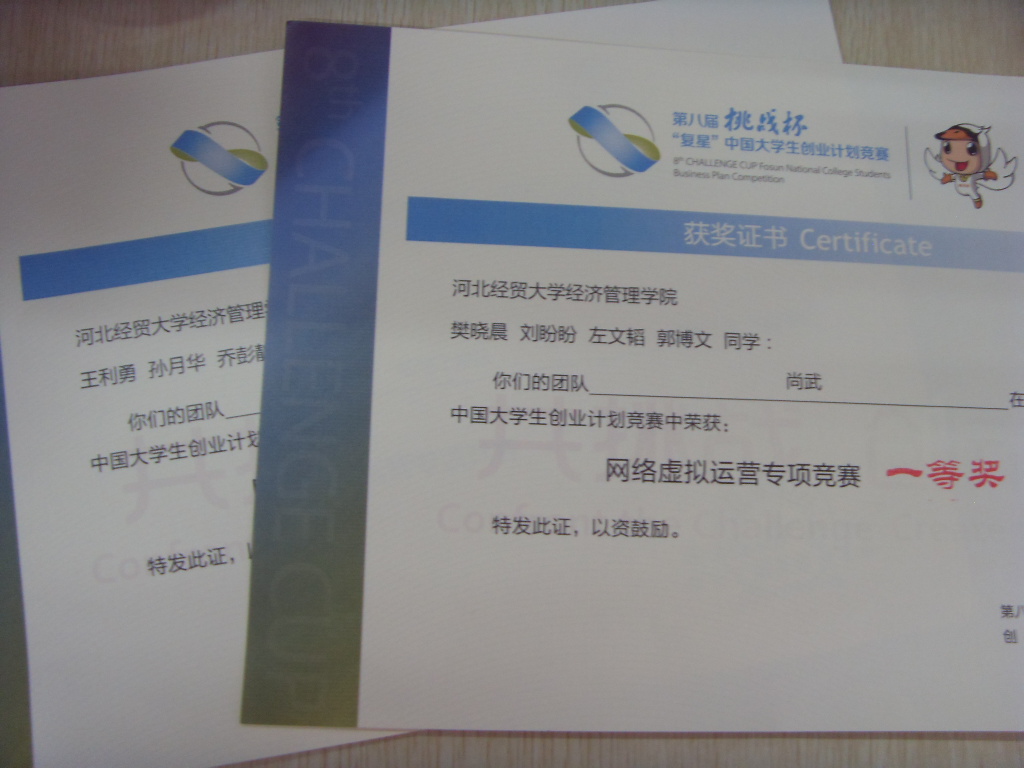 8th CHALLENGE CUP
第八届 挑战杯
“复星”中国大学生创业计划竞赛
8th CHALLENGE CUP Fosun National College Students
Business Plan Competition
获奖证书 Certificate
河北经贸大学经济管理学院
樊晓晨 刘盼盼 左文韬 郭博文 同学：
你们的团队 尚武 在
中国大学生创业计划竞赛中荣获：
网络虚拟运营专项竞赛 一等奖
特发此证，以资鼓励。
第八
创
河北经贸大学经济管理
王利勇 孙月华 乔彭静
你们的团队
中国大学生创业计划
特发此证，